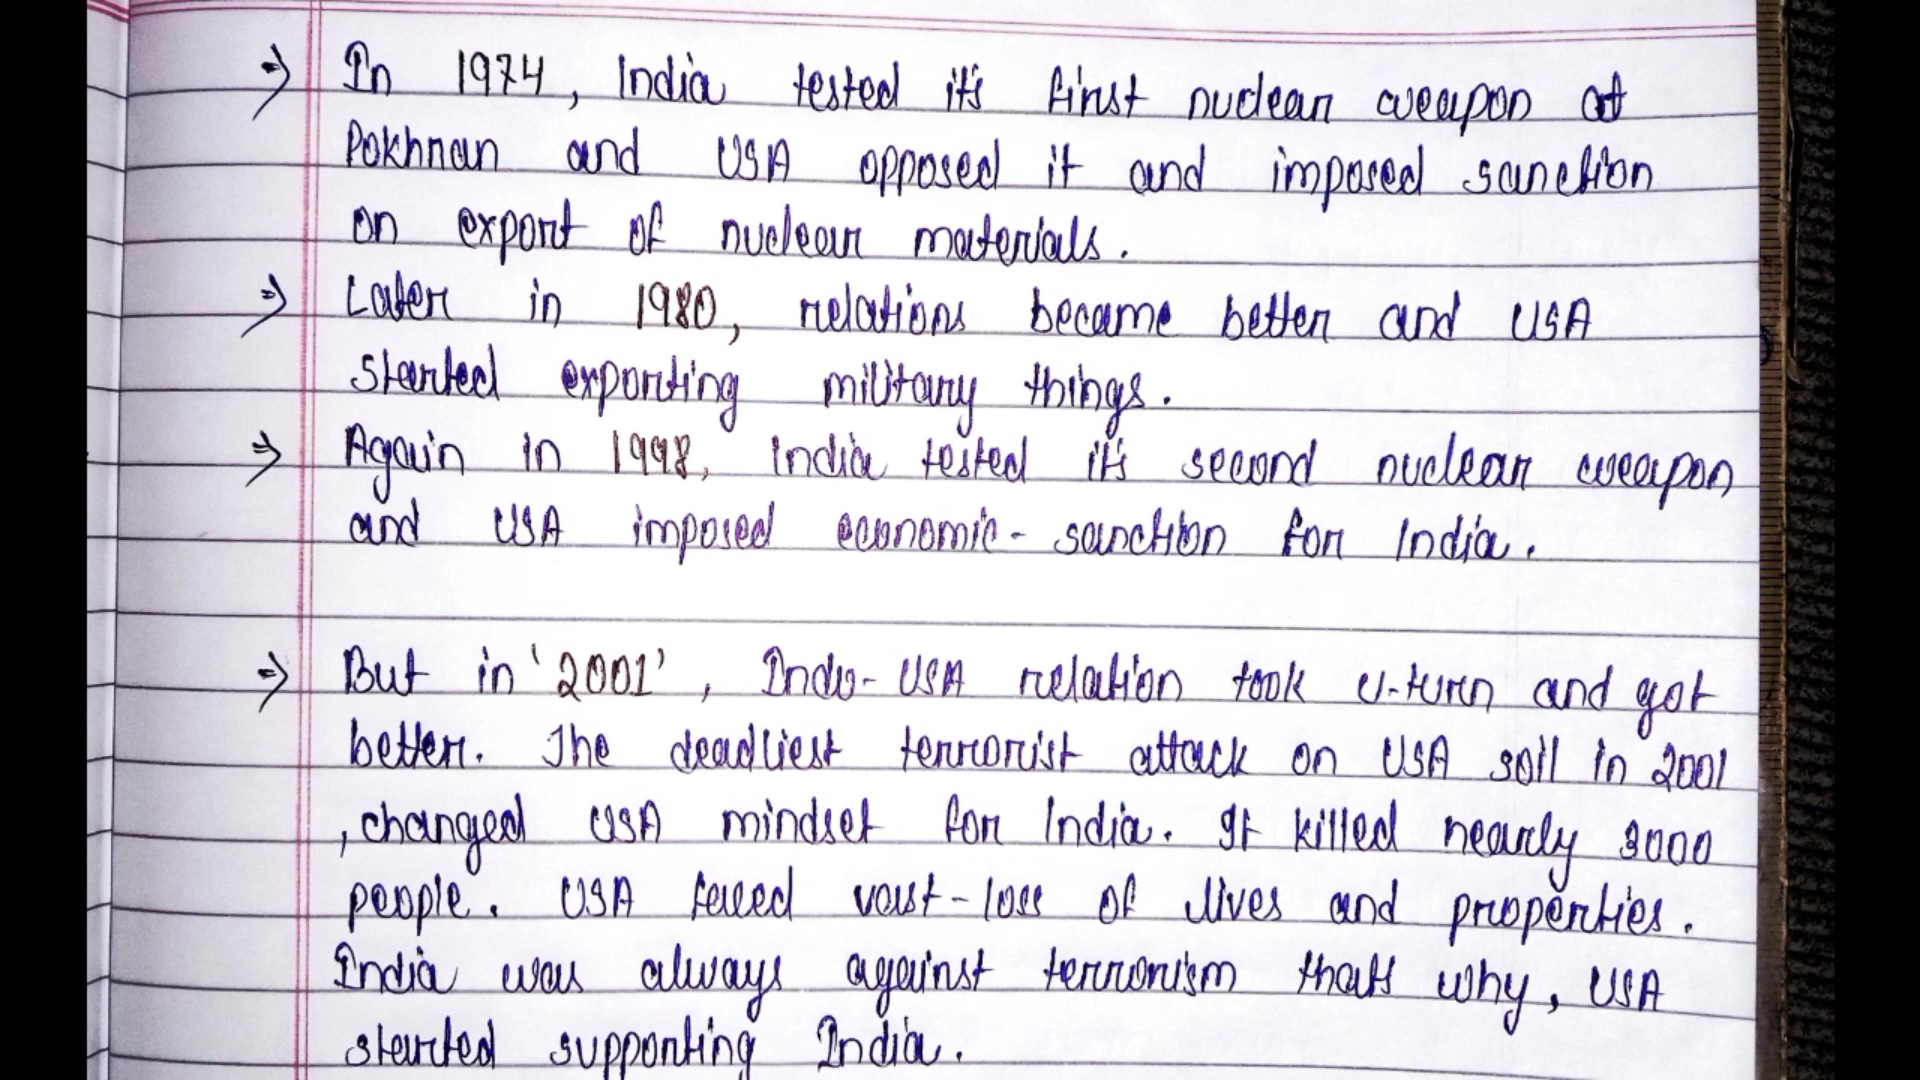 ⇒ In 1974, India tested it's first nuclear weapon at
Pokhran and USA opposed it and imposed sanction
on export of nuclear materials.
⇒ Later in 1980, relations became better and USA
started exporting military things.
⇒ Again in 1998, India tested it's second nuclear weapon
and USA imposed economic- sanction for India.
⇒ But in '2001', Indo- USA relation took U-turn and got
better. The deadliest terrorist attack on USA soil in 2001
, changed USA mindset for India. It killed nearly 3000
people. USA faced vast-loss of lives and properties.
India was always against terrorism that's why, USA
started supporting India.